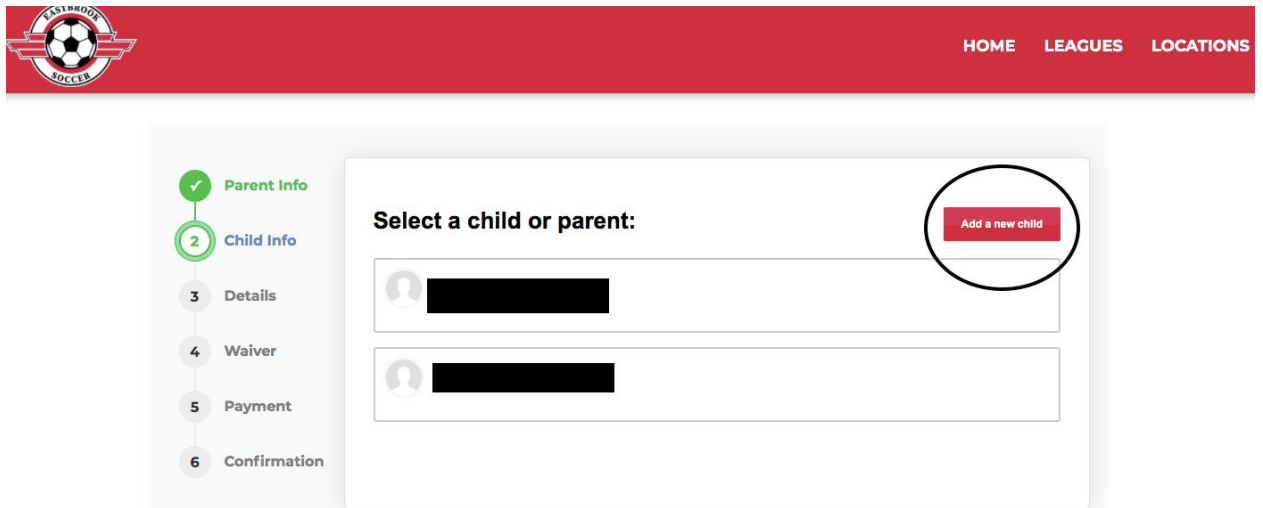 EASTBROOK
SOCCER
HOME LEAGUES LOCATIONS
Parent Info
2 Child Info
3 Details
4 Waiver
5 Payment
6 Confirmation
Select a child or parent:
Add a new child